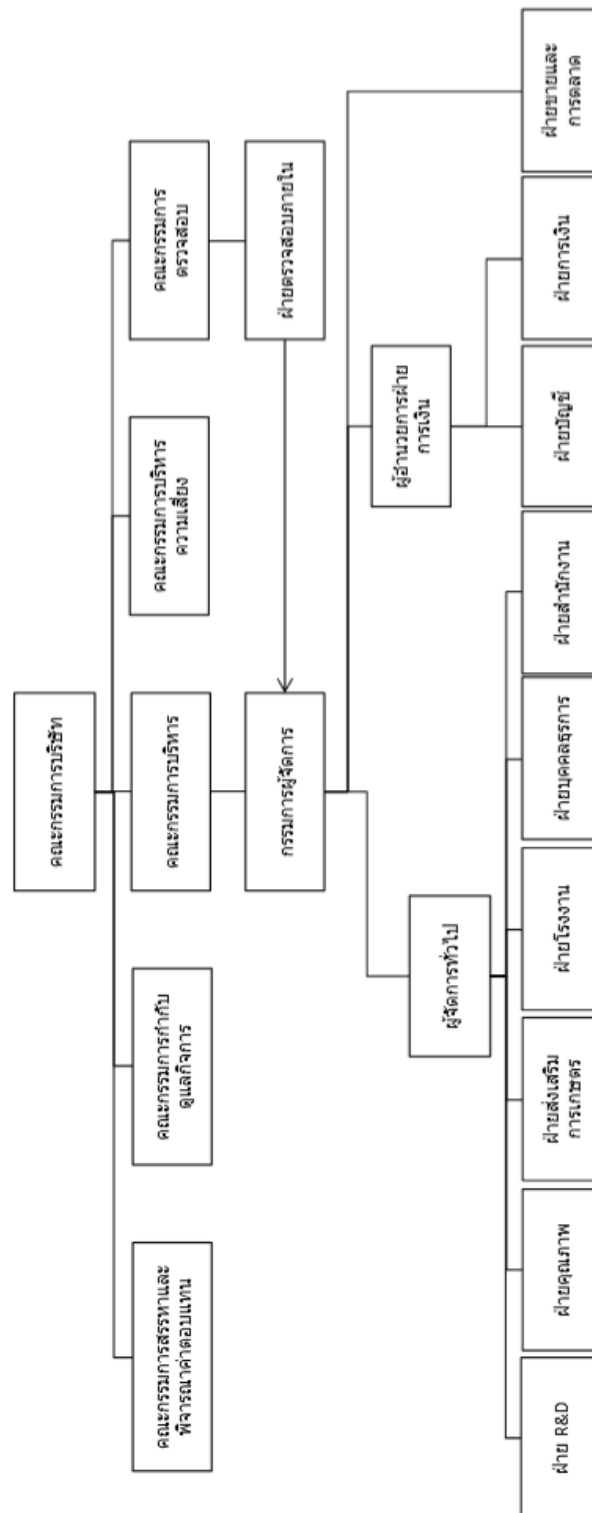 คณะกรรมการบริษัท
คณะกรรมการสรรหาและ
พิจารณาค่าตอบแทน
คณะกรรมการกำกับ
ดูแลกิจการ
คณะกรรมการบริหาร
คณะกรรมการบริหาร
ความเสี่ยง
คณะกรรมการ
ตรวจสอบ
กรรมการผู้จัดการ
ฝ่ายตรวจสอบภายใน
ผู้จัดการทั่วไป
ผู้อำนวยการฝ่าย
การเงิน
ฝ่าย R&D
ฝ่ายคุณภาพ
ฝ่ายส่งเสริม
การเกษตร
ฝ่ายโรงงาน
ฝ่ายบุคคลธุรการ
ฝ่ายสำนักงาน
ฝ่ายบัญชี
ฝ่ายการเงิน
ฝ่ายขายและ
การตลาด